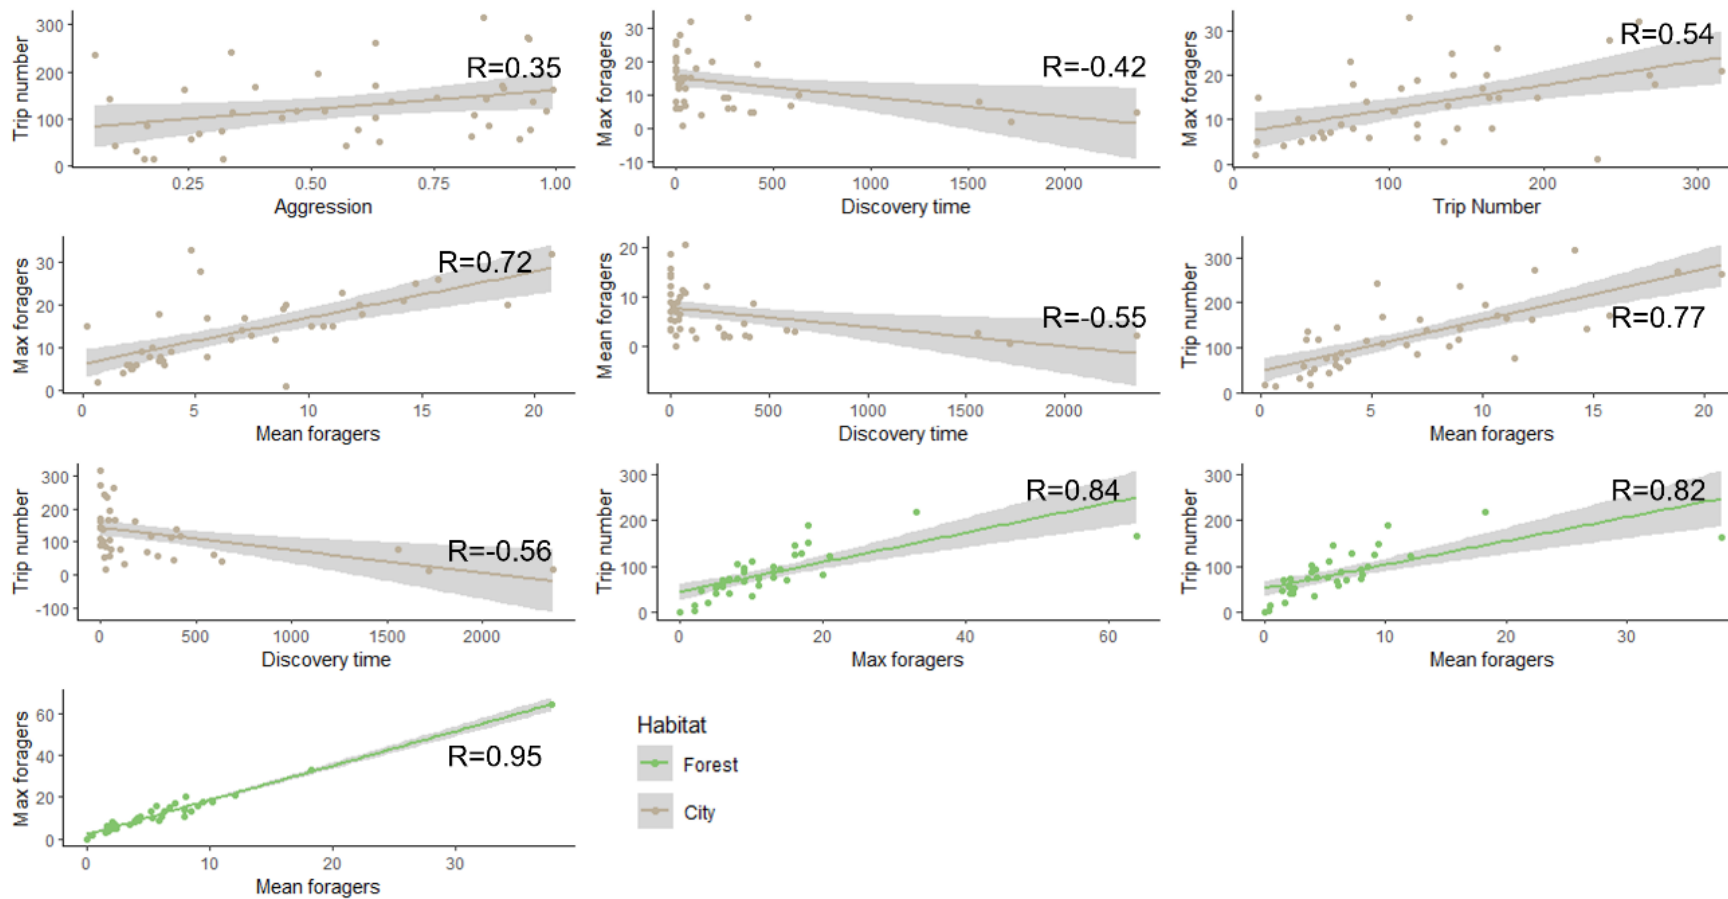 Trip number
300
200
100
0
R=0.35
0.25
0.50
0.75
1.00
Aggression
Max foragers
30
20
10
0
-10
R=-0.42
0
500
1000
1500
2000
Discovery time
Max foragers
30
20
10
0
R=0.54
0
100
200
300
Trip Number
Max foragers
30
20
10
0
R=0.72
0
5
10
15
20
Mean foragers
Mean foragers
20
10
0
R=-0.55
0
500
1000
1500
2000
Discovery time
Trip number
300
200
100
0
R=0.77
0
5
10
15
20
Mean foragers
Trip number
300
200
100
0
-100
R=-0.56
0
500
1000
1500
2000
Discovery time
Trip number
300
200
100
0
R=0.84
0
20
40
60
Max foragers
Trip number
300
200
100
0
R=0.82
0
10
20
30
Mean foragers
Max foragers
60
40
20
0
R=0.95
0
10
20
30
Mean foragers
Habitat
Forest
City